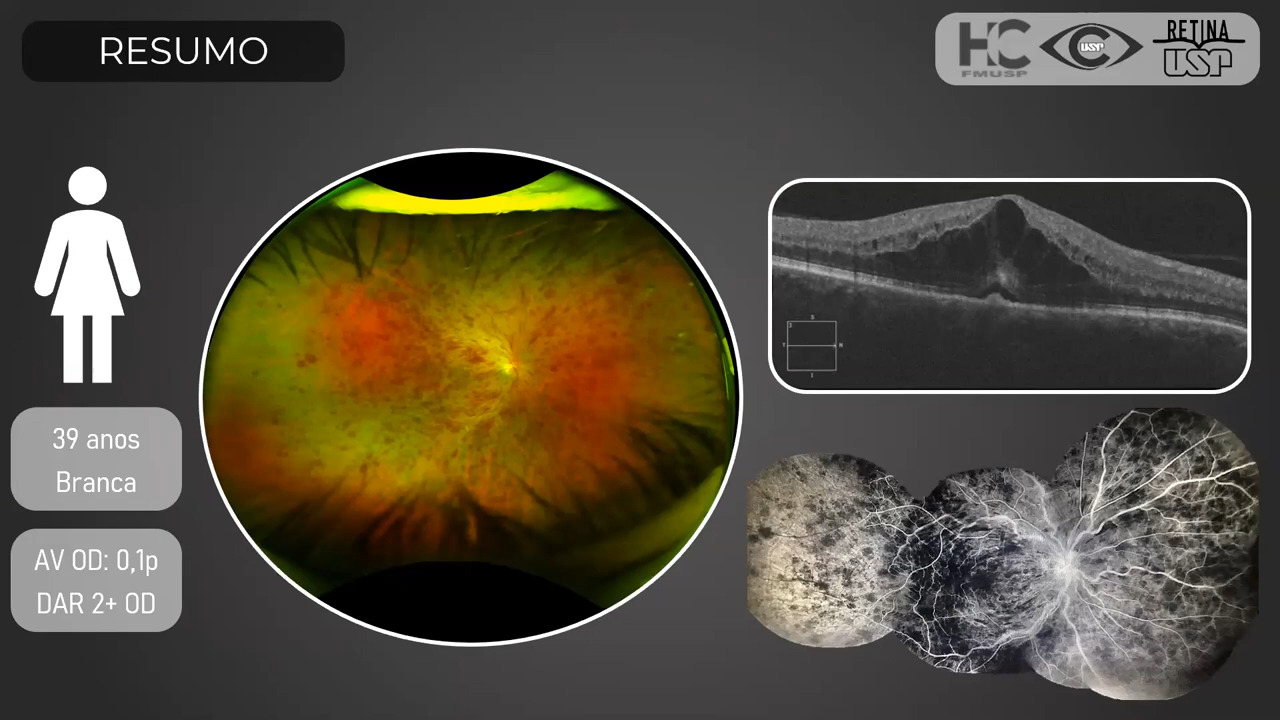 RESUMO
HC
FMUSP
USP
RETINA
USP
39 anos
Branca
AV OD: 0,1p
DAR 2+ OD
S
T
N
I